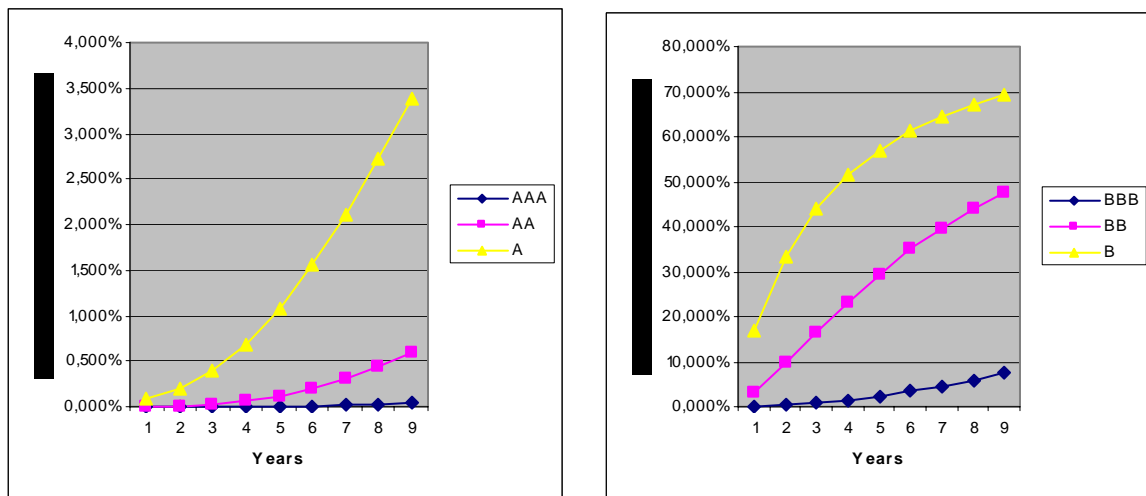 4,000%
3,500%
3,000%
2,500%
2,000%
1,500%
1,000%
0,500%
0,000%
1 2 3 4 5 6 7 8 9
Years
AAA
AA
A
80,000%
70,000%
60,000%
50,000%
40,000%
30,000%
20,000%
10,000%
0,000%
1 2 3 4 5 6 7 8 9
Years
BBB
BB
B